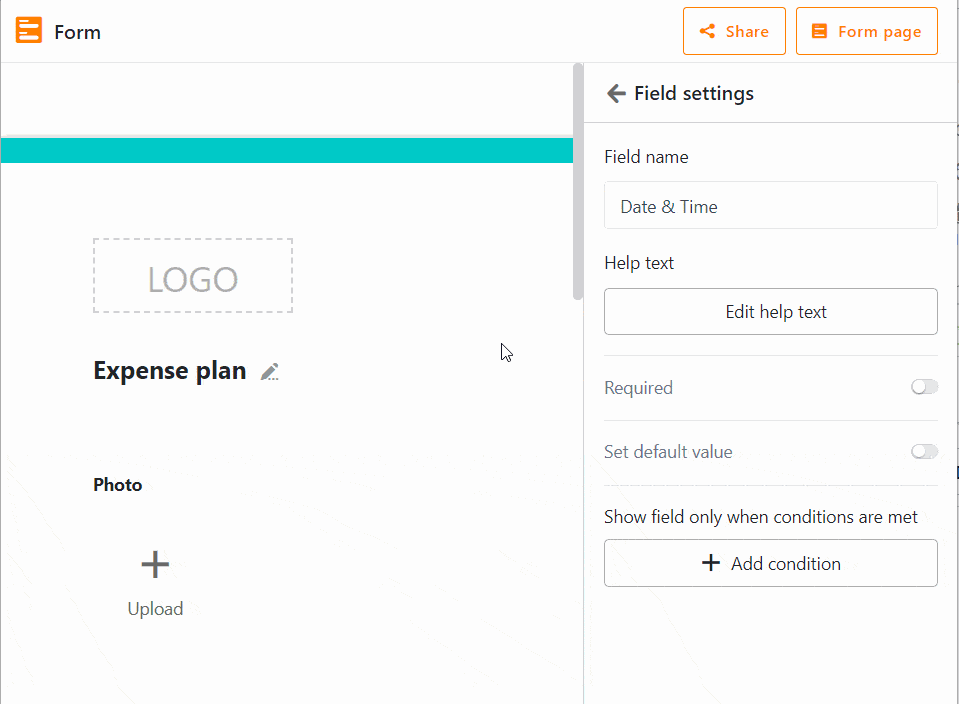 Form
Share
Form page
LOGO
Expense plan
Photo
Upload
Field settings
Field name
Date & Time
Help text
Edit help text
Required
Set default value
Show field only when conditions are met
Add condition